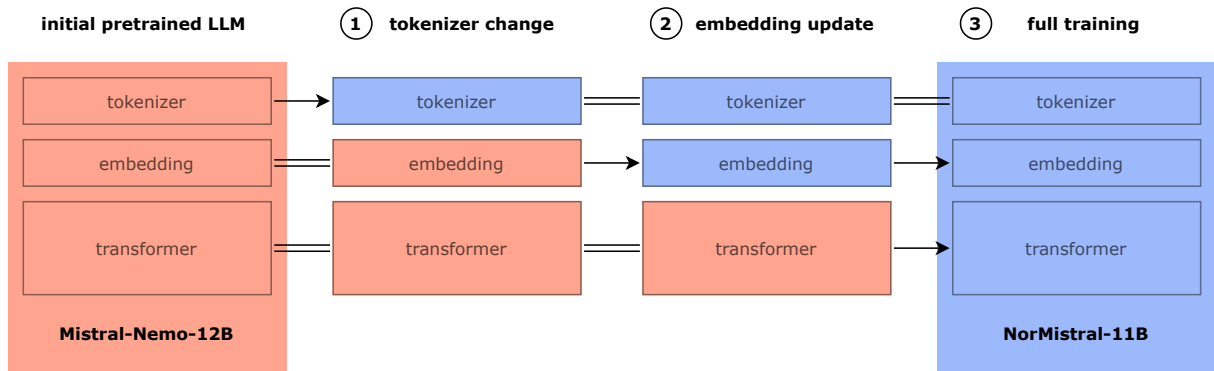 initial pretrained LLM
1 tokenizer change
2 embedding update
3 full training
tokenizer
tokenizer
tokenizer
tokenizer
embedding
embedding
embedding
embedding
transformer
transformer
transformer
transformer
Mistral-Nemo-12B
NorMistral-11B